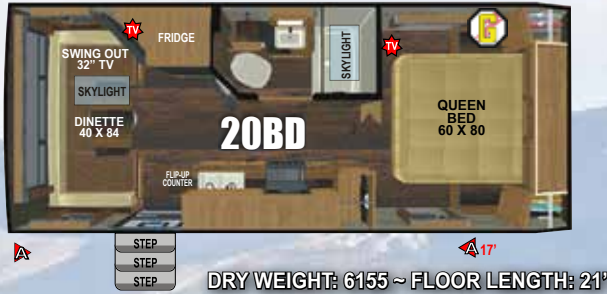 TV
FRIDGE
SWING OUT
32" TV
SKYLIGHT
DINETTE
40 X 84
SKYLIGHT
TV
G
QUEEN
BED
60 X 80
20BD
FLIP-UP
COUNTER
STEP
STEP
STEP
A
A 17'
DRY WEIGHT: 6155 ~ FLOOR LENGTH: 21'